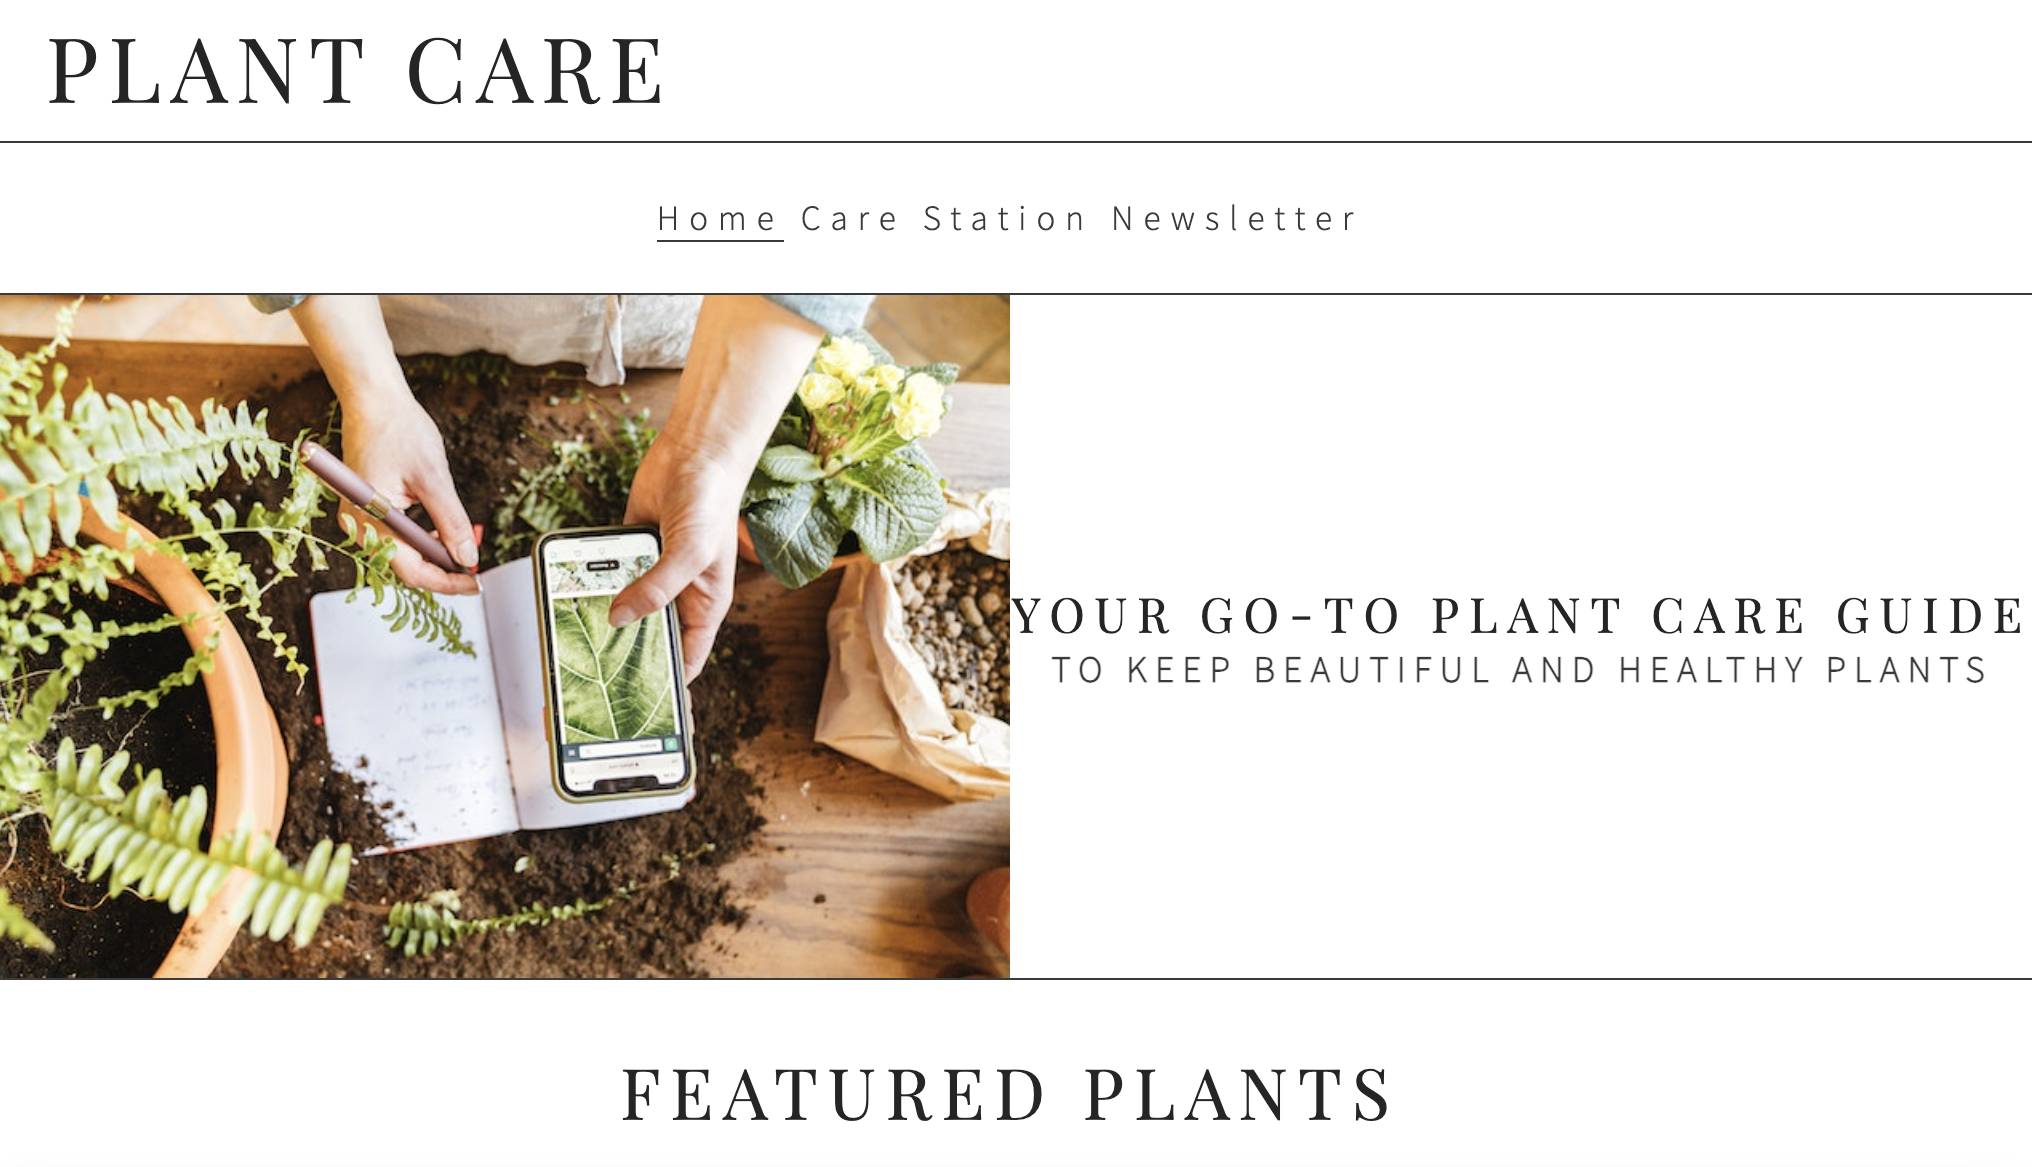 PLANT CARE
Home Care Station Newsletter
YOUR GO-TO PLANT CARE GUIDE
TO KEEP BEAUTIFUL AND HEALTHY PLANTS
FEATURED PLANTS